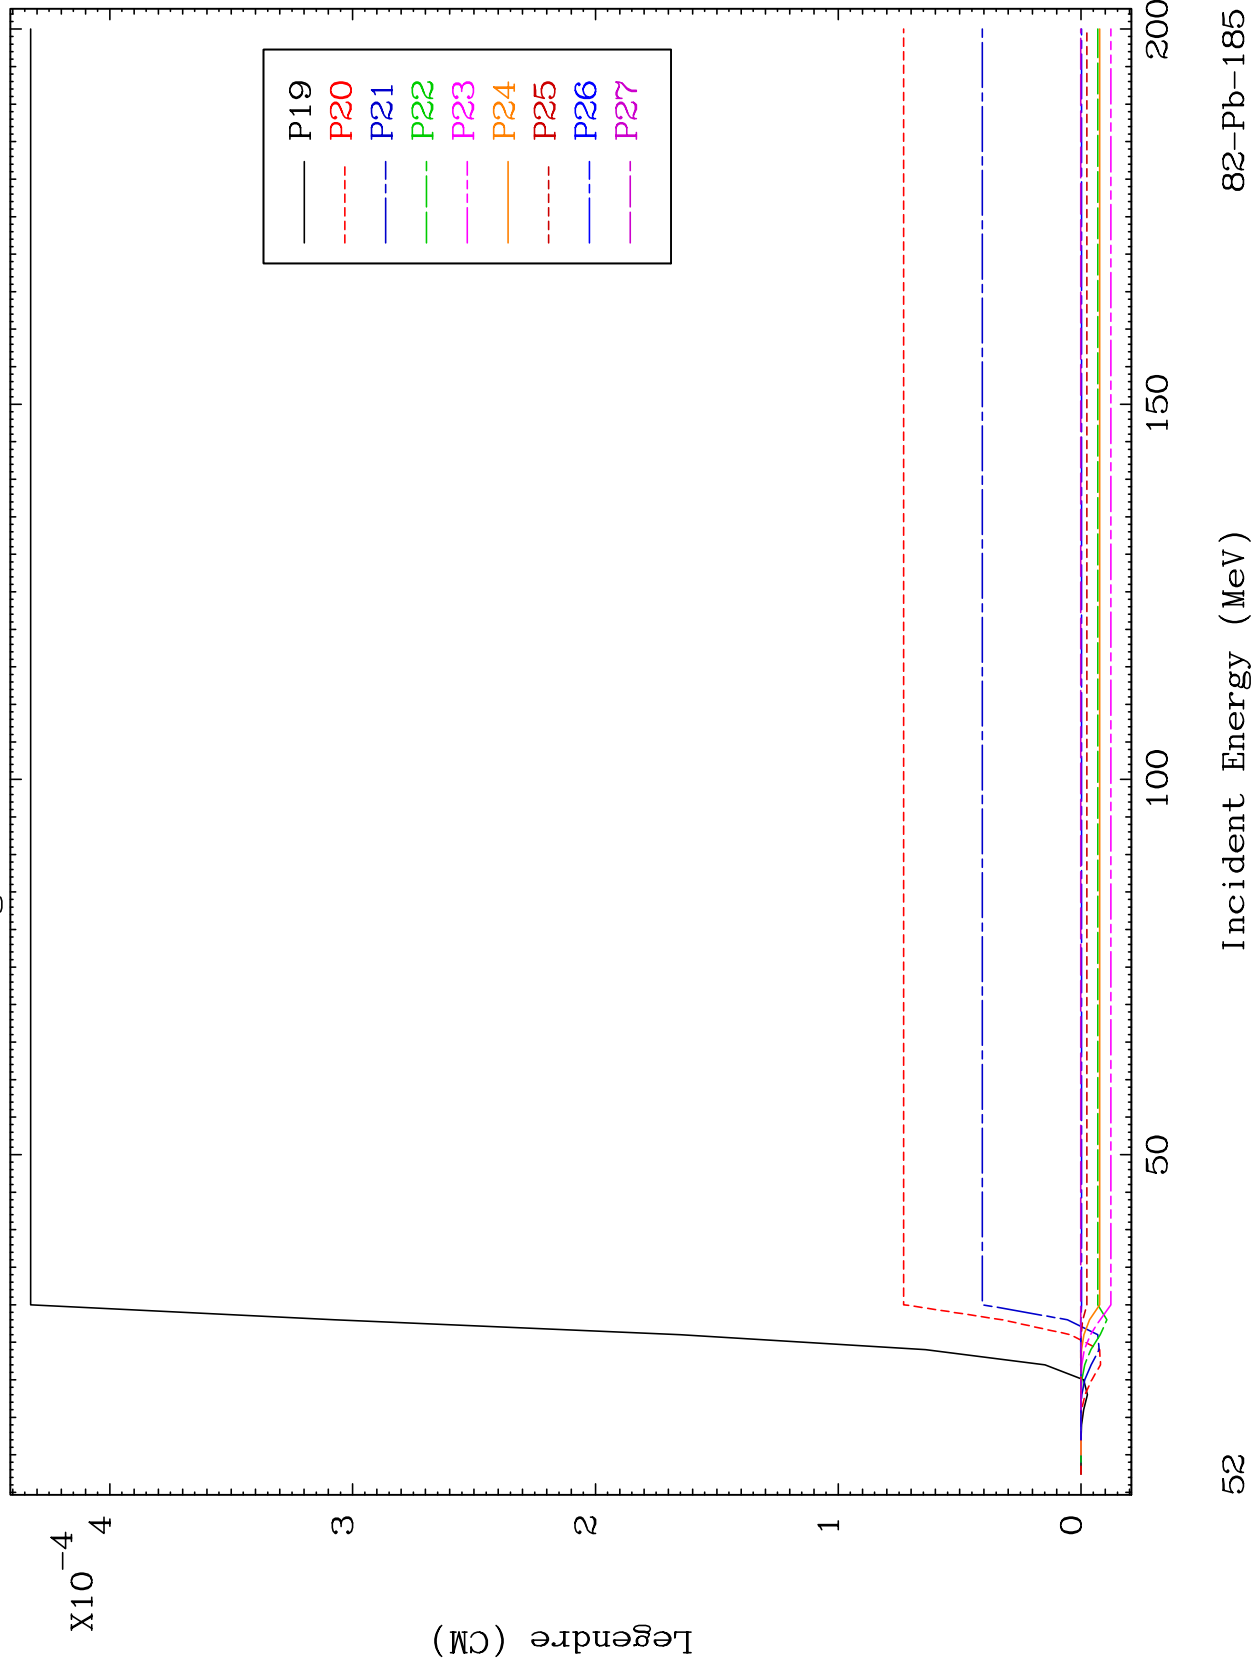 X10-4
4
3
2
1
0
Legendre (CM)
P19
P20
P21
P22
P23
P24
P25
P26
P27
50
100
150
200
Incident Energy (MeV)
52
82-Pb-185